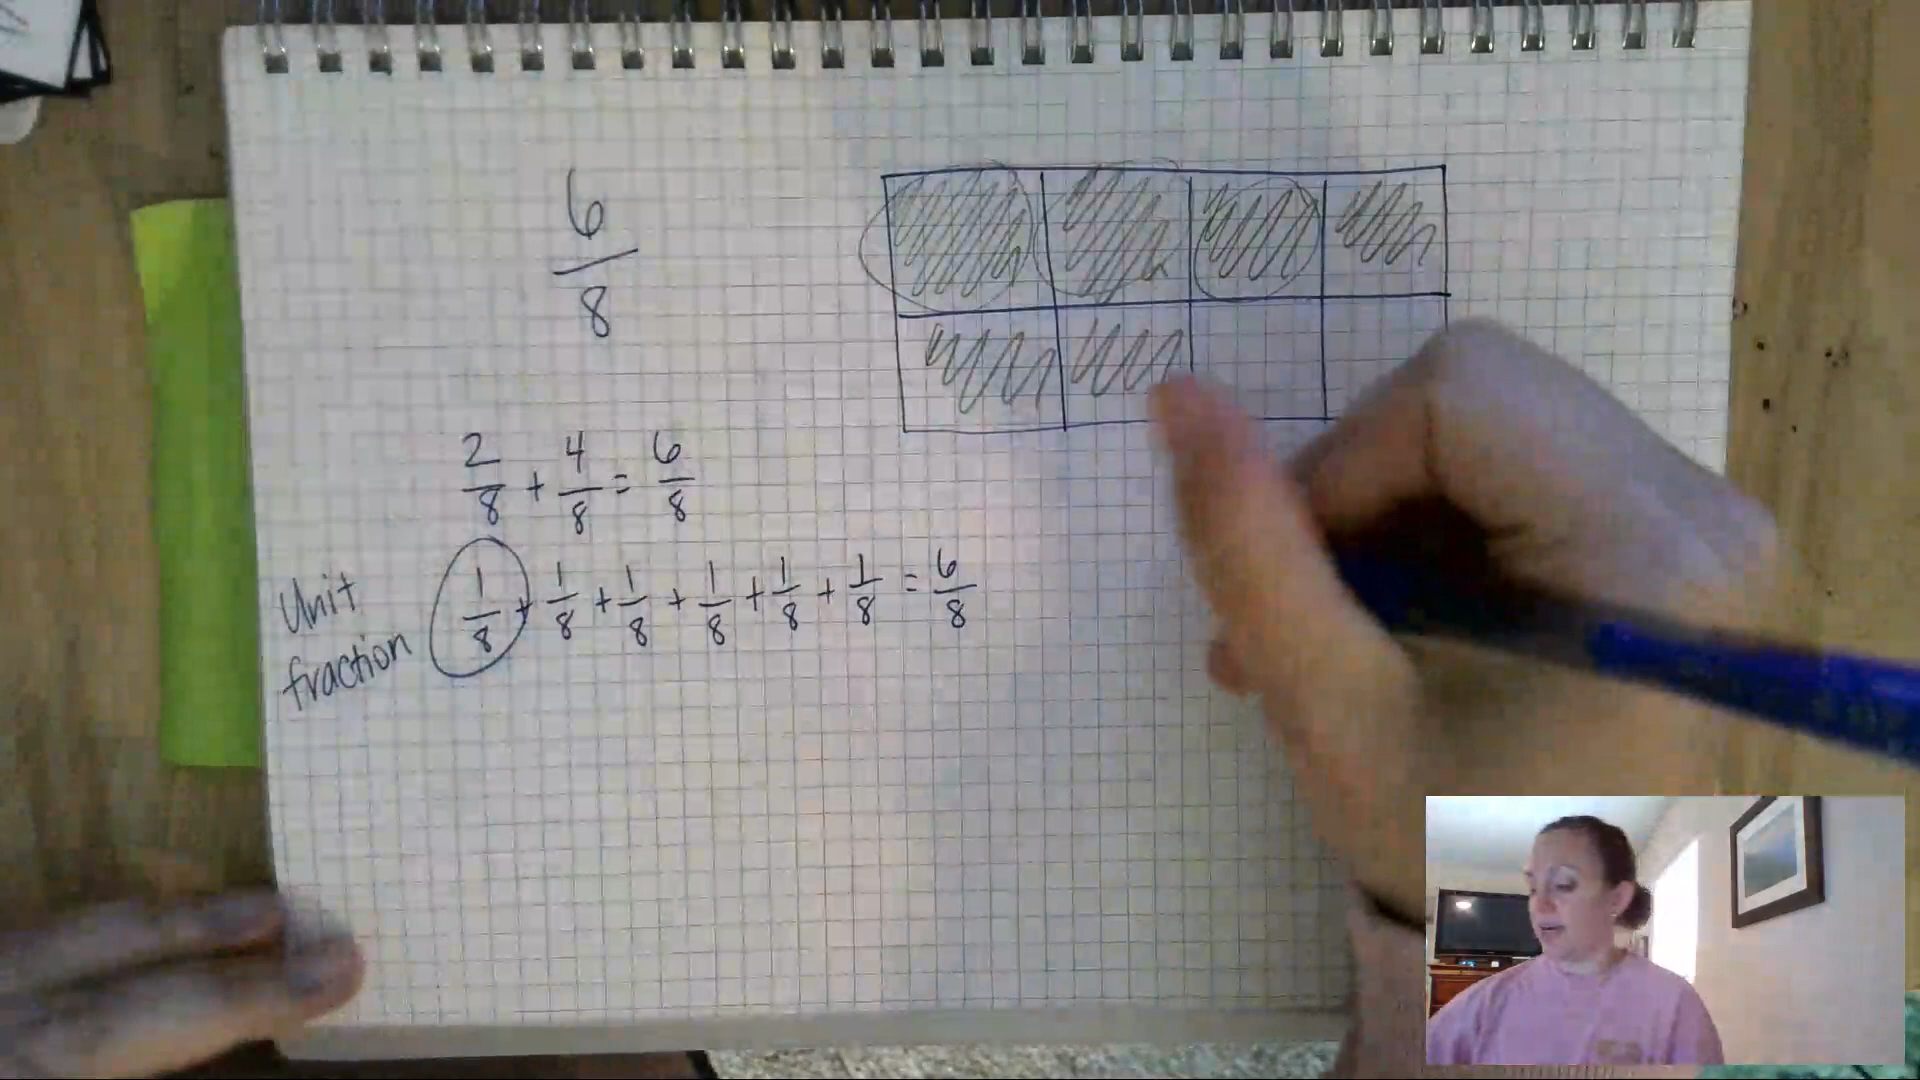 6/8
2/8 + 4/8 = 6/8
Unit fraction 1/8 + 1/8 + 1/8 + 1/8 + 1/8 + 1/8 = 6/8